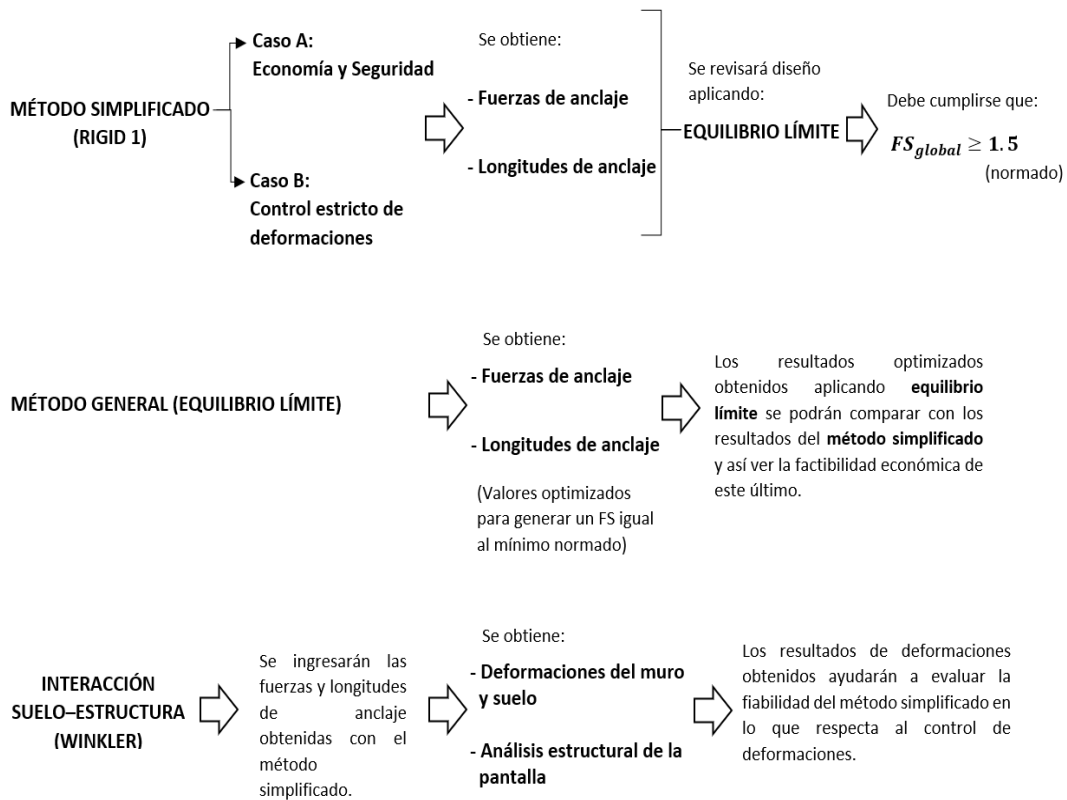 MÉTODO SIMPLIFICADO
(RIGID 1)
Caso A:
Economía y Seguridad
Caso B:
Control estricto de
deformaciones
Se obtiene:
- Fuerzas de anclaje
- Longitudes de anclaje
Se revisará diseño
aplicando:
EQUILIBRIO LÍMITE
Debe cumplirse que:
FS_global ≥ 1.5
(normado)
MÉTODO GENERAL (EQUILIBRIO LÍMITE)
Se obtiene:
- Fuerzas de anclaje
- Longitudes de anclaje
(Valores optimizados
para generar un FS igual
al mínimo normado)
Los resultados optimizados
obtenidos aplicando equilibrio
límite se podrán comparar con los
resultados del método simplificado
y así ver la factibilidad económica de
este último.
INTERACCIÓN
SUELO–ESTRUCTURA
(WINKLER)
Se ingresarán las
fuerzas y longitudes
de anclaje
obtenidas con el
método
simplificado.
Se obtiene:
- Deformaciones del muro
y suelo
- Análisis estructural de la
pantalla
Los resultados de deformaciones
obtenidos ayudarán a evaluar la
fiabilidad del método simplificado en
lo que respecta al control de
deformaciones.